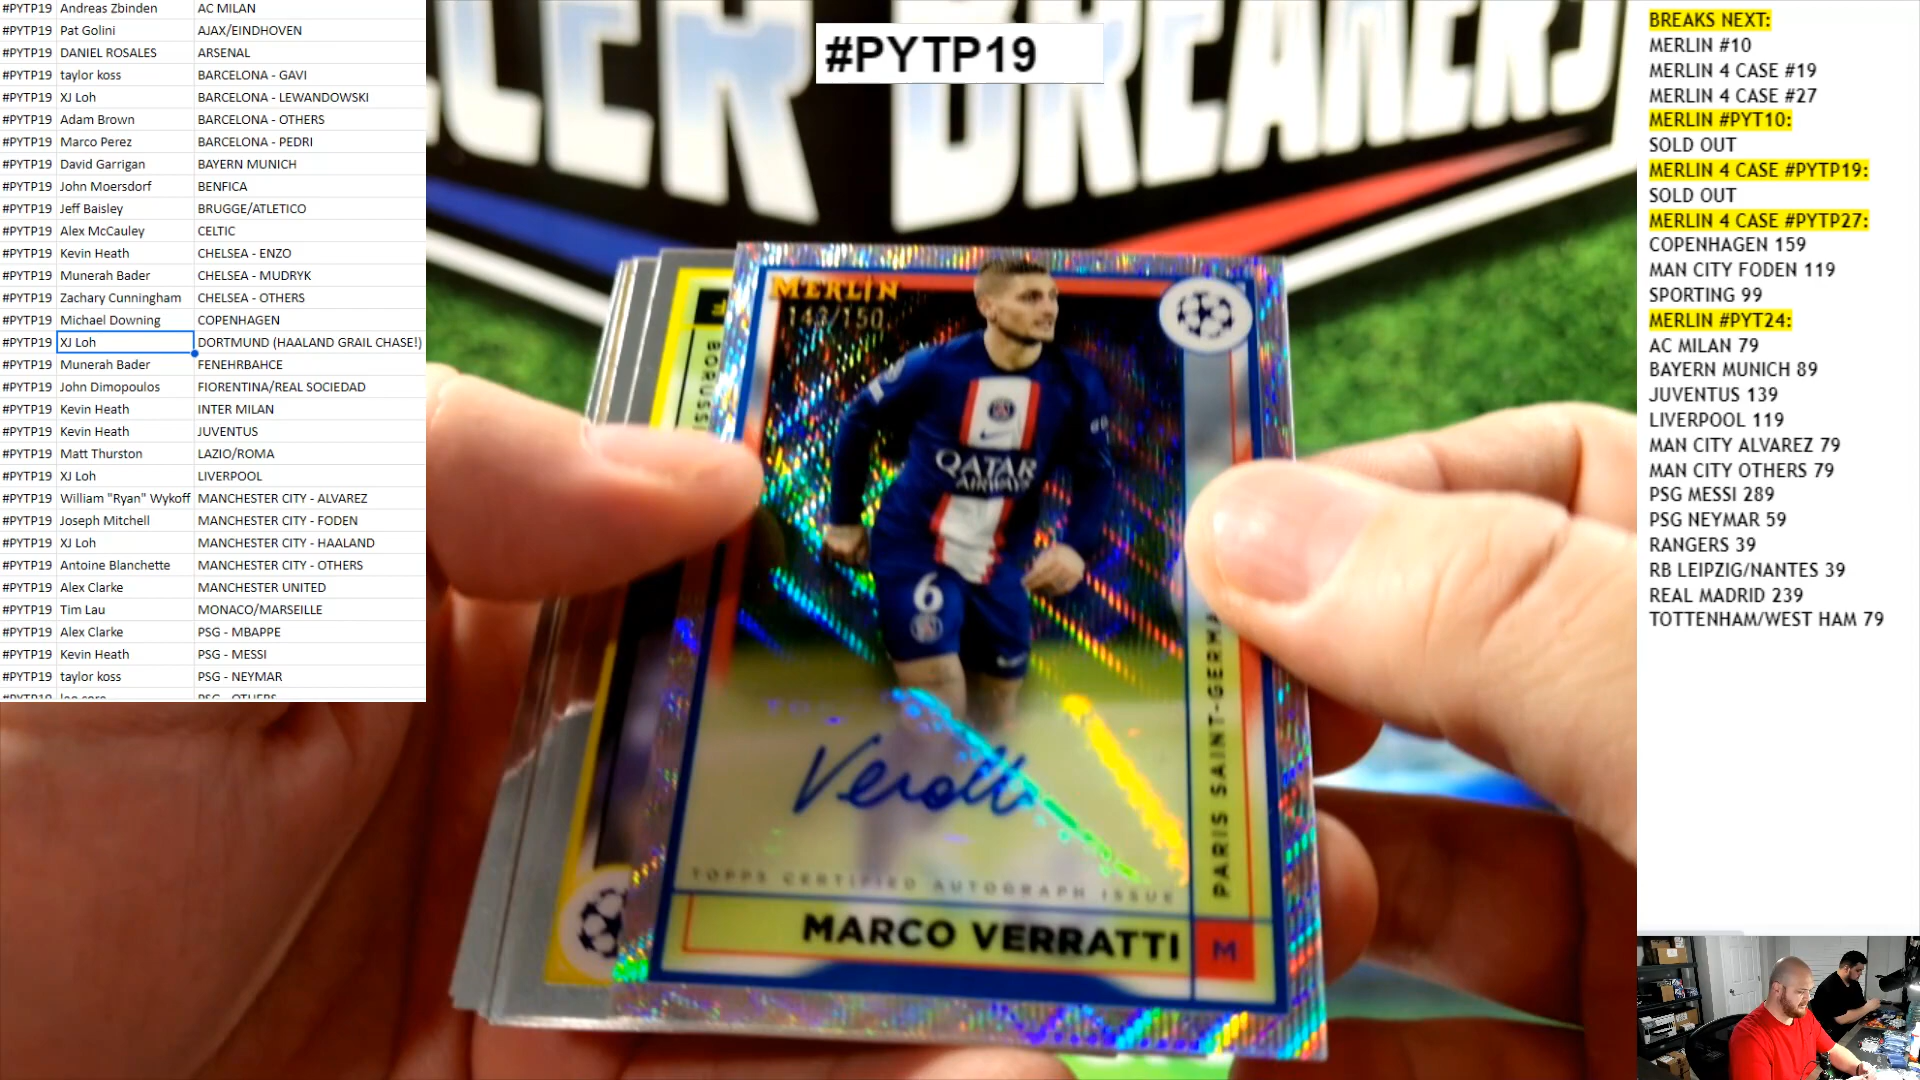 #PYTP19 Andreas Zbinden AC MILAN
#PYTP19 Pat Golini AJAX/EINDHOVEN
#PYTP19 DANIEL ROSALES ARSENAL
#PYTP19 taylor koss BARCELONA - GAVI
#PYTP19 XJ Loh BARCELONA - LEWANDOWSKI
#PYTP19 Adam Brown BARCELONA - OTHERS
#PYTP19 Marco Perez BARCELONA - PEDRI
#PYTP19 David Garrigan BAYERN MUNICH
#PYTP19 John Moersdorf BENFICA
#PYTP19 Jeff Baisley BRUGGE/ATLETICO
#PYTP19 Alex McCauley CELTIC
#PYTP19 Kevin Heath CHELSEA - ENZO
#PYTP19 Munerah Bader CHELSEA - MUDRYK
#PYTP19 Zachary Cunningham CHELSEA - OTHERS
#PYTP19 Michael Downing COPENHAGEN
#PYTP19 XJ Loh DORTMUND (HAALAND GRAIL CHASE!)
#PYTP19 Munerah Bader FENEHRBAHCE
#PYTP19 John Dimopoulos FIORENTINA/REAL SOCIEDAD
#PYTP19 Kevin Heath INTER MILAN
#PYTP19 Kevin Heath JUVENTUS
#PYTP19 Matt Thurston LAZIO/ROMA
#PYTP19 XJ Loh LIVERPOOL
#PYTP19 William "Ryan" Wykoff MANCHESTER CITY - ALVAREZ
#PYTP19 Joseph Mitchell MANCHESTER CITY - FODEN
#PYTP19 XJ Loh MANCHESTER CITY - HAALAND
#PYTP19 Antoine Blanchette MANCHESTER CITY - OTHERS
#PYTP19 Alex Clarke MANCHESTER UNITED
#PYTP19 Tim Lau MONACO/MARSEILLE
#PYTP19 Alex Clarke PSG - MBAPPE
#PYTP19 Kevin Heath PSG - MESSI
#PYTP19 taylor koss PSG - NEYMAR
#PYTP19
BREAKERS
MERLIN
/150
QATAR
AIRWAYS
6
TOPPS CERTIFIED AUTOGRAPH ISSUE
MARCO VERRATTI
M
BREAKS NEXT:
MERLIN #10
MERLIN 4 CASE #19
MERLIN 4 CASE #27
MERLIN #PYT10:
SOLD OUT
MERLIN 4 CASE #PYTP19:
SOLD OUT
MERLIN 4 CASE #PYTP27:
COPENHAGEN 159
MAN CITY FODEN 119
SPORTING 99
MERLIN #PYT24:
AC MILAN 79
BAYERN MUNICH 89
JUVENTUS 139
LIVERPOOL 119
MAN CITY ALVAREZ 79
MAN CITY OTHERS 79
PSG MESSI 289
PSG NEYMAR 59
RANGERS 39
RB LEIPZIG/NANTES 39
REAL MADRID 239
TOTTENHAM/WEST HAM 79